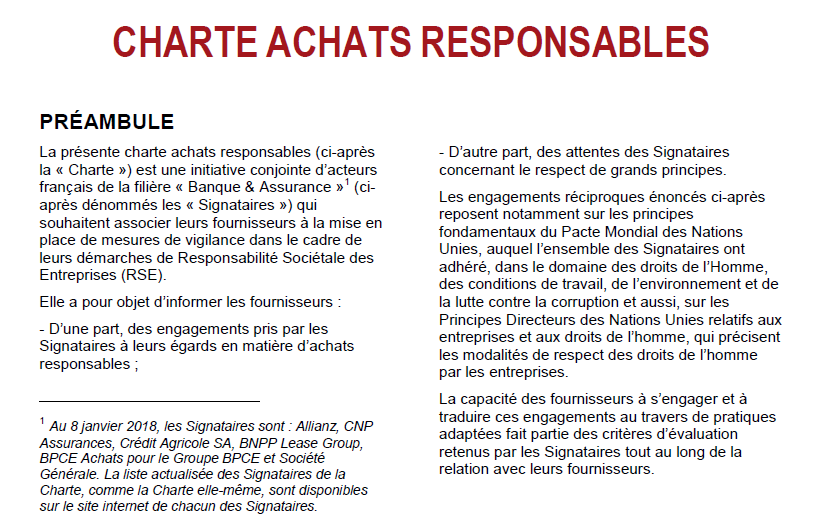 CHARTE ACHATS RESPONSABLES
PRÉAMBULE
La présente charte achats responsables (ci-après
la « Charte ») est une initiative conjointe d’acteurs
français de la filière « Banque & Assurance »1 (ci-
après dénommés les « Signataires ») qui
souhaitent associer leurs fournisseurs à la mise en
place de mesures de vigilance dans le cadre de
leurs démarches de Responsabilité Sociétale des
Entreprises (RSE).
Elle a pour objet d’informer les fournisseurs :
- D’une part, des engagements pris par les
Signataires à leurs égards en matière d’achats
responsables ;
1 Au 8 janvier 2018, les Signataires sont : Allianz, CNP
Assurances, Crédit Agricole SA, BNPP Lease Group,
BPCE Achats pour le Groupe BPCE et Société
Générale. La liste actualisée des Signataires de la
Charte, comme la Charte elle-même, sont disponibles
sur le site internet de chacun des Signataires.
- D’autre part, des attentes des Signataires
concernant le respect de grands principes.
Les engagements réciproques énoncés ci-après
reposent notamment sur les principes
fondamentaux du Pacte Mondial des Nations
Unies, auquel l’ensemble des Signataires ont
adhéré, dans le domaine des droits de l’Homme,
des conditions de travail, de l’environnement et de
la lutte contre la corruption et aussi, sur les
Principes Directeurs des Nations Unies relatifs aux
entreprises et aux droits de l’homme, qui précisent
les modalités de respect des droits de l’homme
par les entreprises.
La capacité des fournisseurs à s’engager et à
traduire ces engagements au travers de pratiques
adaptées fait partie des critères d’évaluation
retenus par les Signataires tout au long de la
relation avec leurs fournisseurs.